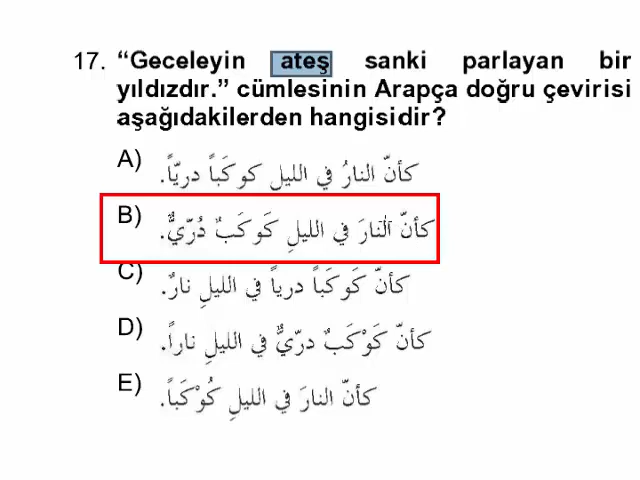 17. “Geceleyin ateş sanki parlayan bir
yıldızdır.” cümlesinin Arapça doğru çevirisi
aşağıdakilerden hangisidir?
A) كأنّ النارُ في الليل كوكَباً دريّاً.
B) كأنّ النارَ في الليلِ كَوكَبٌ دُرّيٌّ.
C) كأنّ كَوكَباً درياً في الليلِ نارٌ.
D) كأنّ كَوْكَبٌ درّيٌّ في الليلِ ناراً.
E) كأنّ النارَ في الليلِ كُوْكَباً.